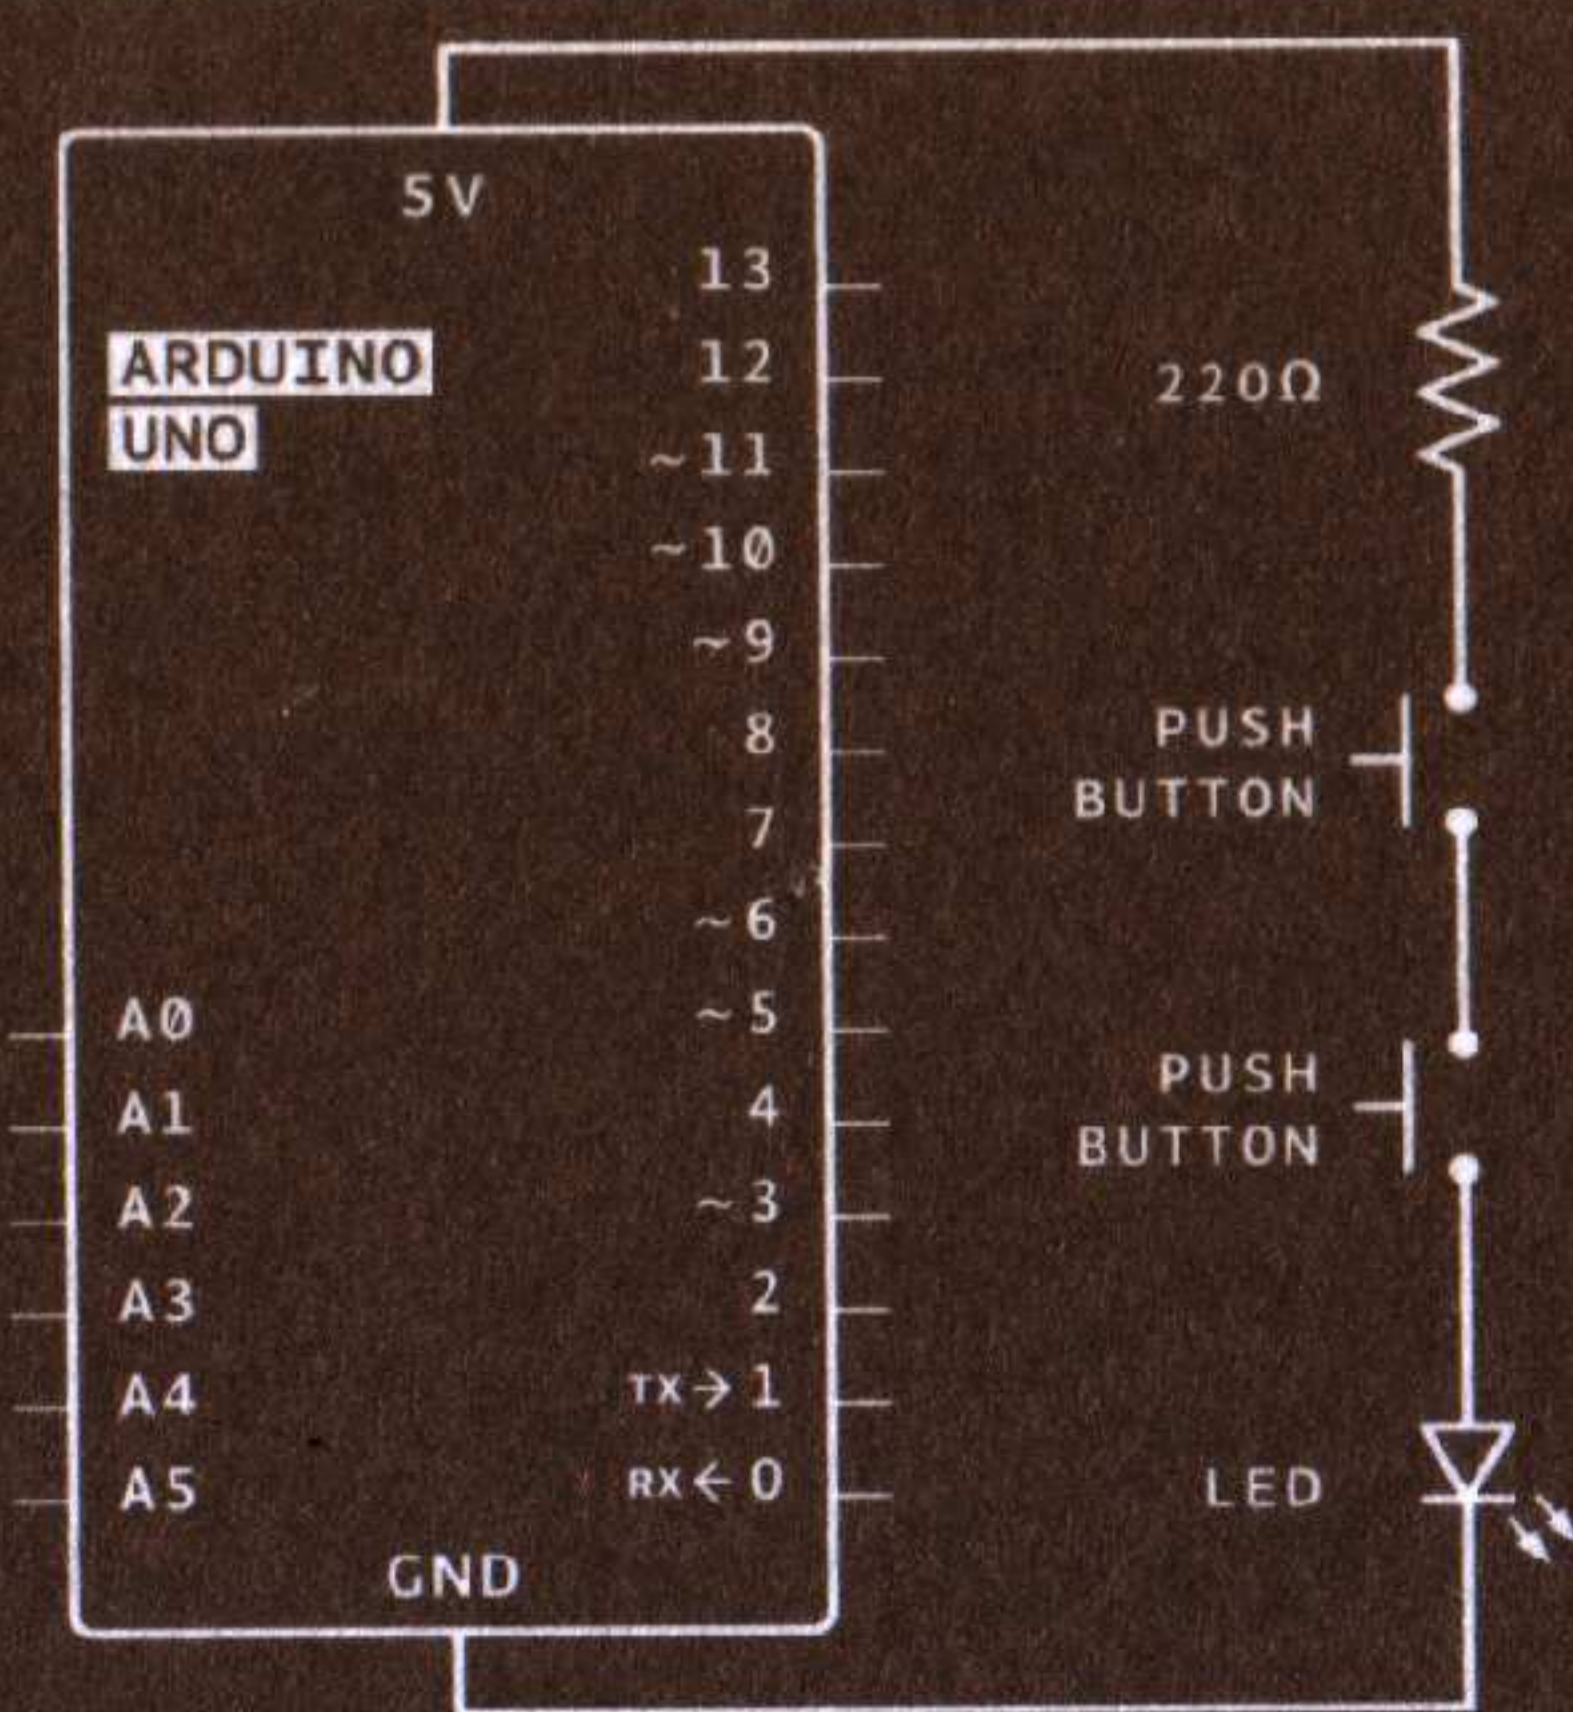 5V
13
ARDUINO
12
220Ω
UNO
~11
~10
~9
8
PUSH
BUTTON
7
~6
A0
~5
A1
4
PUSH
BUTTON
A2
~3
A3
2
A4
TX→1
A5
RX←0
LED
GND